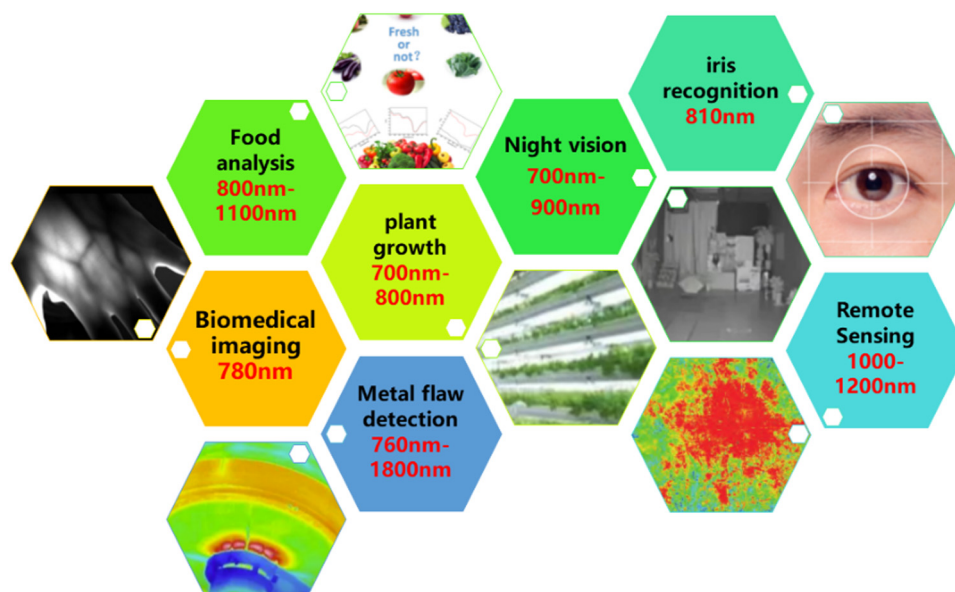 Fresh
or
not?
iris
recognition
810nm
Food
analysis
800nm-
1100nm
Night vision
700nm-
900nm
plant
growth
700nm-
800nm
Biomedical
imaging
780nm
Remote
Sensing
1000-
1200nm
Metal flaw
detection
760nm-
1800nm